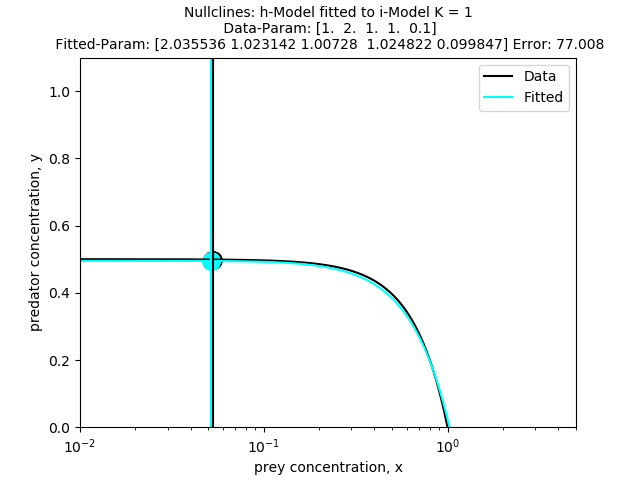 Nullclines: h-Model fitted to i-Model K = 1
Data-Param: [1. 2. 1. 1. 0.1]
Fitted-Param: [2.035536 1.023142 1.00728 1.024822 0.099847] Error: 77.008
Data
Fitted
1.0
0.8
0.6
0.4
0.2
0.0
predator concentration, y
10⁻²
10⁻¹
10⁰
prey concentration, x